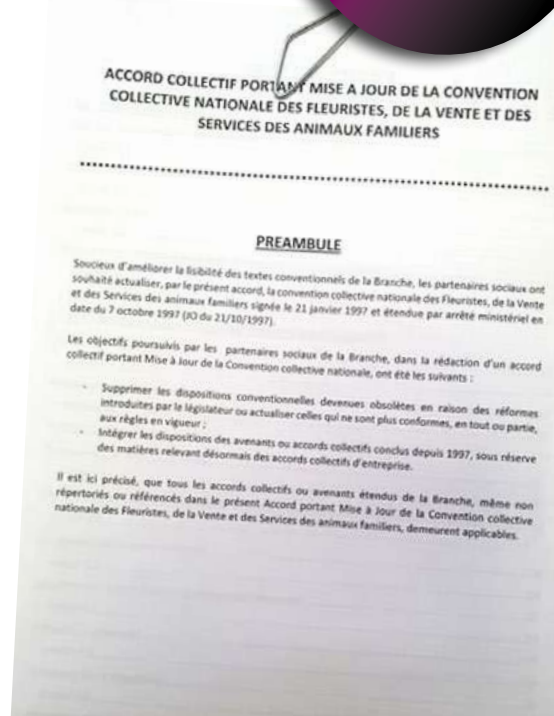 ACCORD COLLECTIF PORTANT MISE A JOUR DE LA CONVENTION
COLLECTIVE NATIONALE DES FLEURISTES, DE LA VENTE ET DES
SERVICES DES ANIMAUX FAMILIERS
PREAMBULE
Soucieux d'améliorer la lisibilité des textes conventionnels de la Branche, les partenaires sociaux ont
souhaité actualiser, par le présent accord, la convention collective nationale des Fleuristes, de la Vente
et des Services des animaux familiers signée le 21 janvier 1997 et étendue par arrêté ministériel en
date du 7 octobre 1997 (JO du 21/10/1997).
Les objectifs poursuivis par les partenaires sociaux de la Branche, dans la rédaction d'un accord
collectif portant Mise à Jour de la Convention collective nationale, ont été les suivants :
- Supprimer les dispositions conventionnelles devenues obsolètes en raison des réformes
introduites par le législateur ou actualiser celles qui ne sont plus conformes, en tout ou partie,
aux règles en vigueur ;
- Intégrer les dispositions des avenants ou accords collectifs conclus depuis 1997, sous réserve
des matières relevant désormais des accords collectifs d'entreprise.
Il est ici précisé, que tous les accords collectifs ou avenants étendus de la Branche, même non
répertoriés ou référencés dans le présent Accord portant Mise à Jour de la Convention collective
nationale des Fleuristes, de la Vente et des Services des animaux familiers, demeurent applicables.